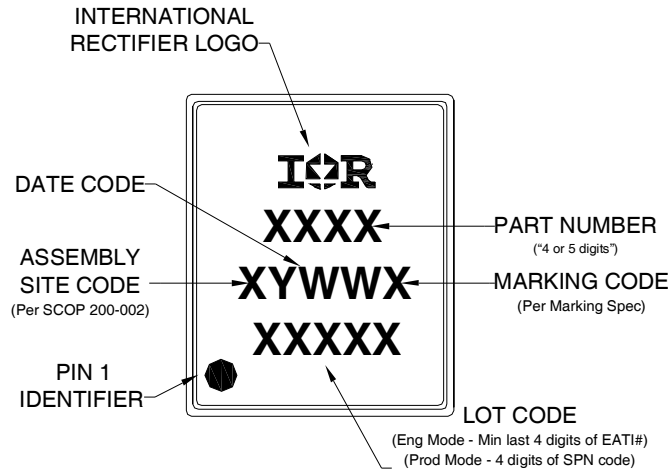 INTERNATIONAL
RECTIFIER LOGO
IOR
DATE CODE
XXXX
PART NUMBER
("4 or 5 digits")
ASSEMBLY
SITE CODE
(Per SCOP 200-002)
XYWWX
MARKING CODE
(Per Marking Spec)
XXXXX
PIN 1
IDENTIFIER
LOT CODE
(Eng Mode - Min last 4 digits of EATI#)
(Prod Mode - 4 digits of SPN code)